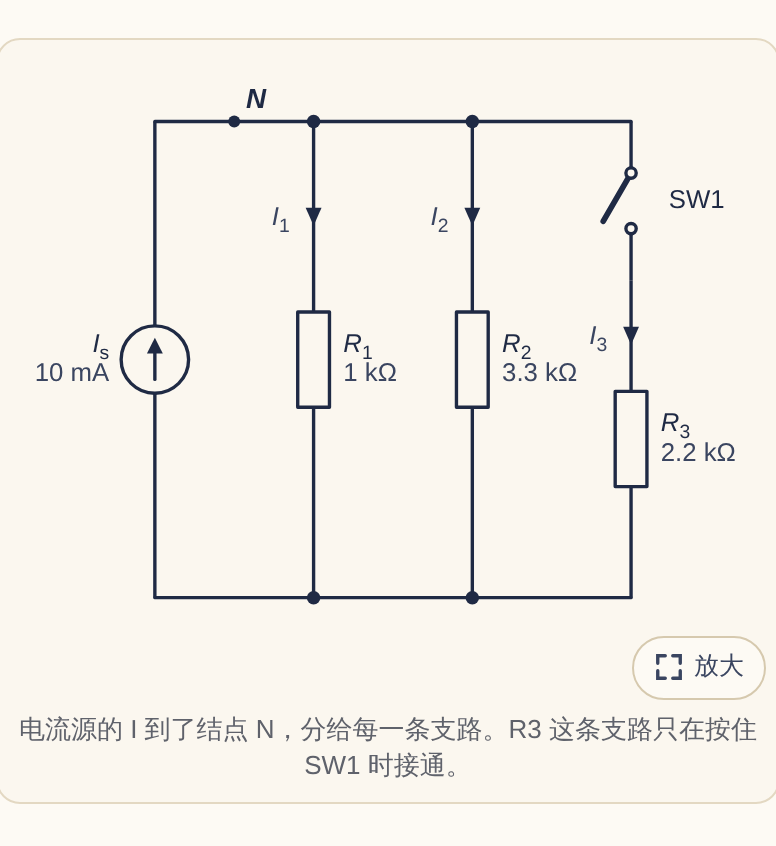 N
I1
I2
SW1
Is
10 mA
R1
1 kΩ
R2
3.3 kΩ
I3
R3
2.2 kΩ
放大
电流源的 I 到了结点 N，分给每一条支路。R3 这条支路只在按住
SW1 时接通。